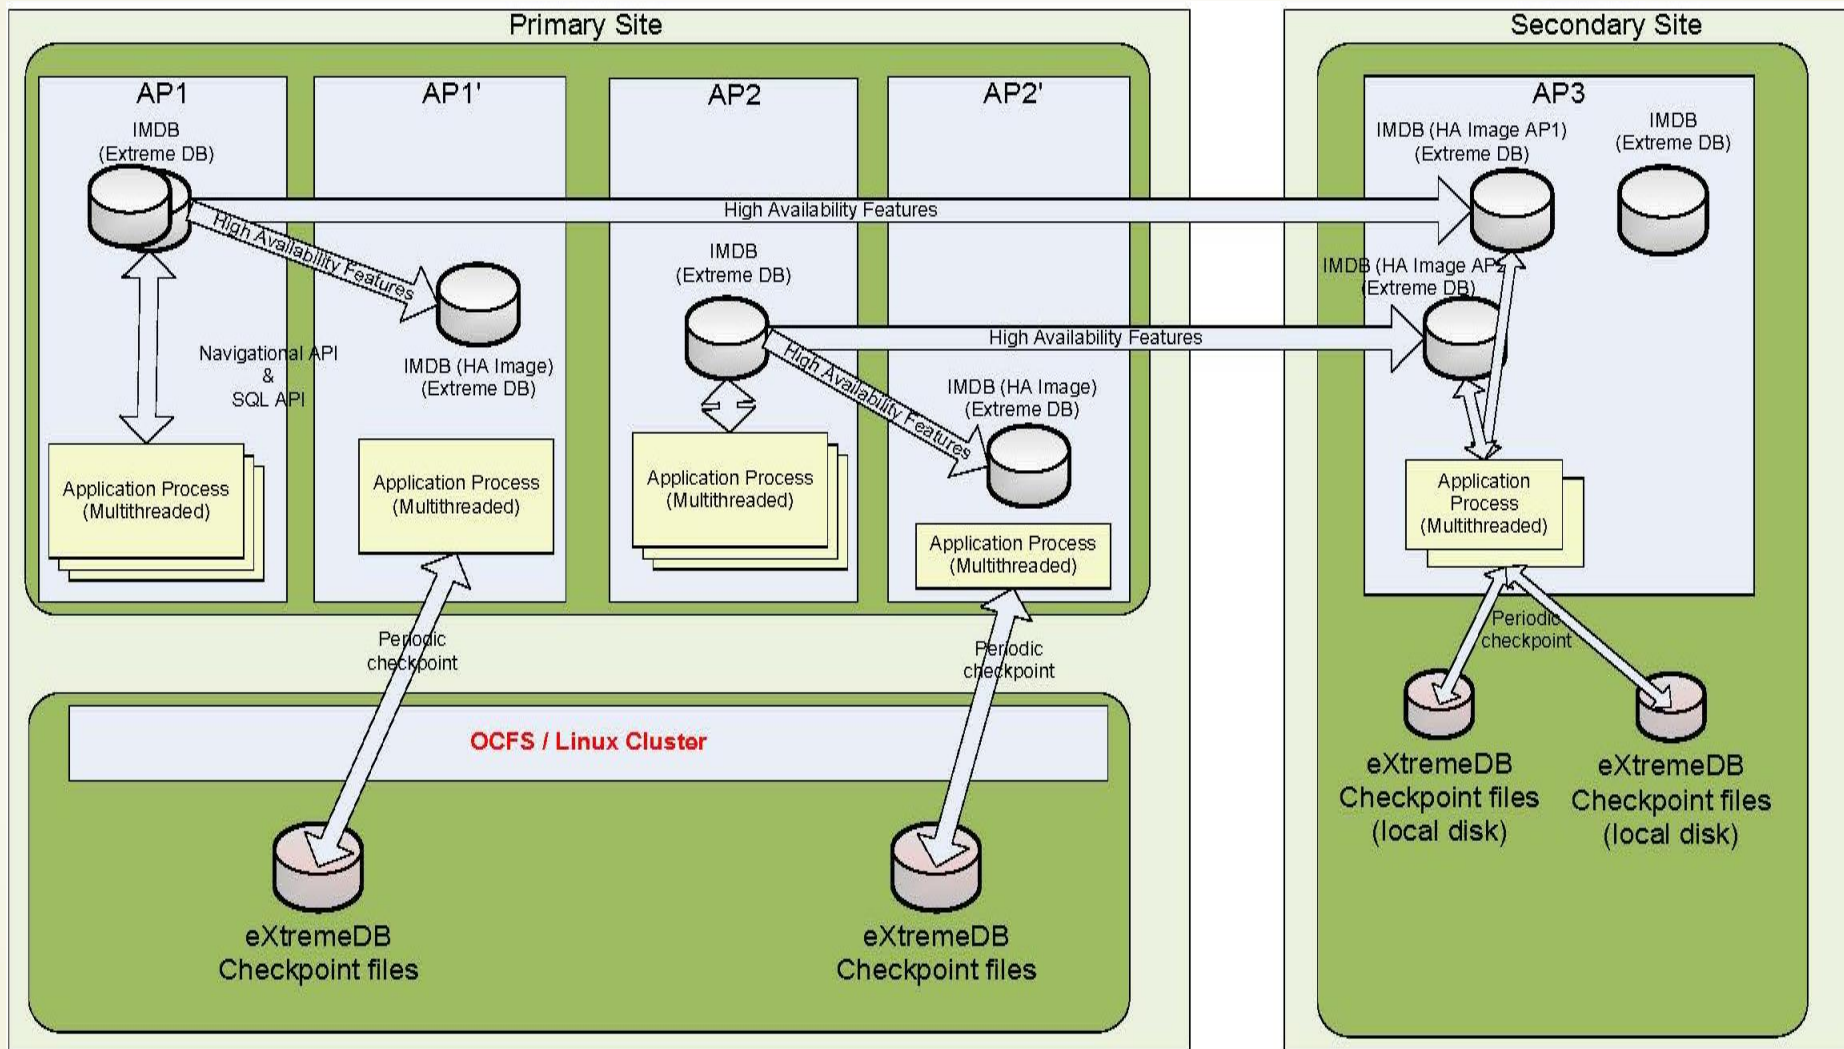 Primary Site
AP1
IMDB
(Extreme DB)
Navigational API
&
SQL API
Application Process
(Multithreaded)
AP1'
High Availability Features
IMDB (HA Image)
(Extreme DB)
Application Process
(Multithreaded)
AP2
High Availability Features
IMDB
(Extreme DB)
Application Process
(Multithreaded)
AP2'
High Availability Features
High Availability Features
IMDB (HA Image)
(Extreme DB)
Application Process
(Multithreaded)
Periodic
checkpoint
Periodic
checkpoint
OCFS / Linux Cluster
eXtremeDB
Checkpoint files
eXtremeDB
Checkpoint files
Secondary Site
AP3
IMDB (HA Image AP1)
(Extreme DB)
IMDB
(Extreme DB)
IMDB (HA Image
(Extreme DB)
Application
Process
(Multithreaded)
Periodic
checkpoint
eXtremeDB
Checkpoint files
(local disk)
eXtremeDB
Checkpoint files
(local disk)